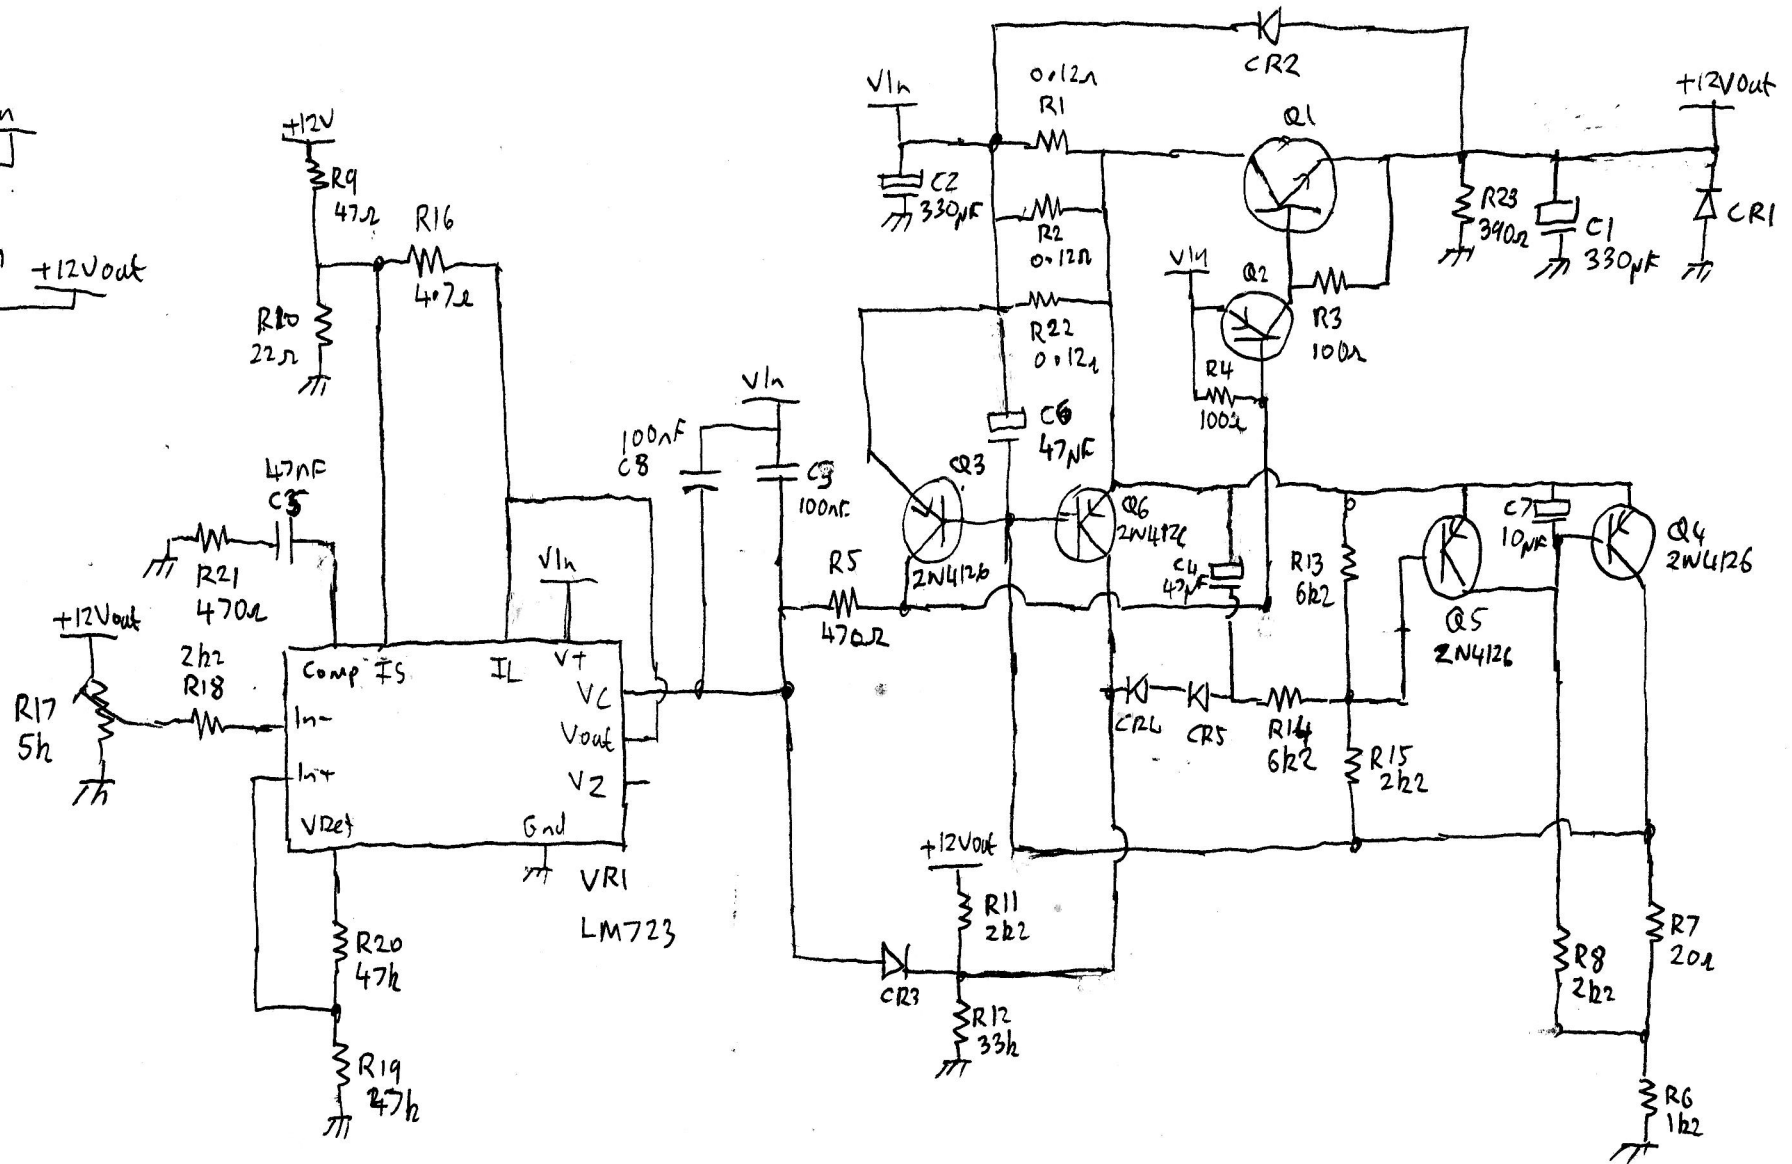 +12Vout
+12V
R9
47Ω
R16
4.7Ω
R10
22Ω
47nF
C35
R21
470Ω
+12Vout
R17
5k
2k2
R18
Comp
IS
IL
V+
VIn
VC
Vout
VZ
In-
In+
VRef
Gnd
VR1
LM723
R20
47k
R19
47k
VIn
100nF
C8
C9
100nF
R5
470Ω
VIn
C2
330µF
0.12Ω
R1
R2
0.12Ω
R22
0.12Ω
CR2
Q1
VIn
Q2
R3
100Ω
R4
100Ω
R23
390Ω
C1
330µF
+12Vout
CR1
C6
47µF
Q3
2N4126
Q6
2N4126
C4
47µF
R13
6k2
C7
10µF
Q5
2N4126
Q4
2N4126
CR4
CR5
R14
6k2
R15
2k2
+12Vout
R11
2k2
CR3
R12
33k
R8
2k2
R7
20Ω
R6
1k2